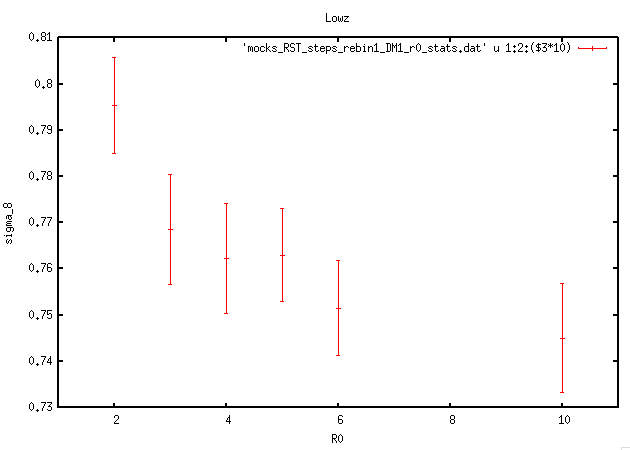 Lowz
'mocks_RST_steps_rebin1_DM1_r0_stats.dat' u 1:2:($3*10)
0.81
0.8
0.79
0.78
0.77
0.76
0.75
0.74
0.73
sigma_8
2 4 6 8 10
R0